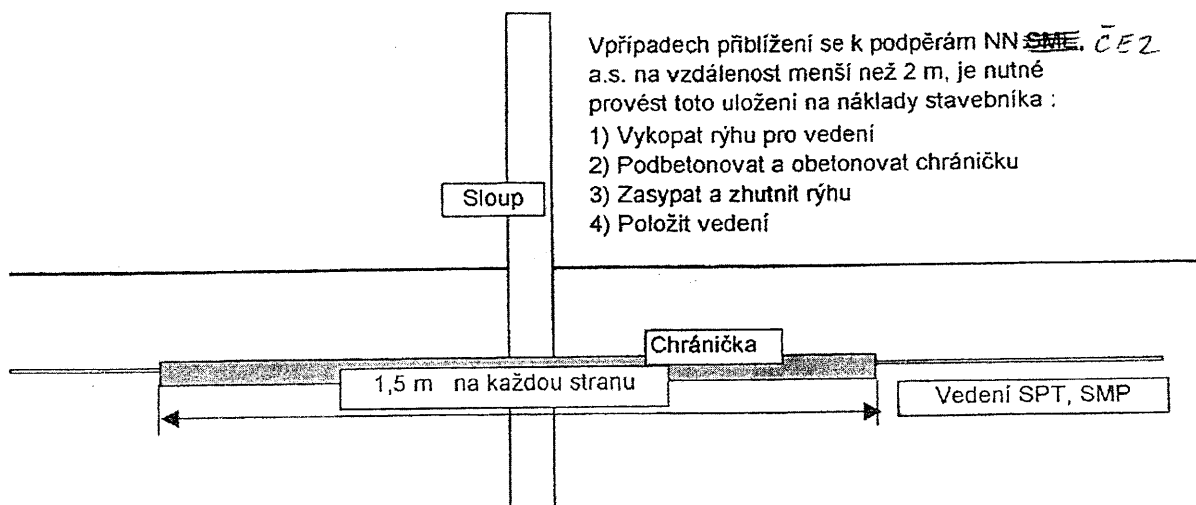 Vpřípadech přiblížení se k podpěrám NN SME, ČEZ
a.s. na vzdálenost menší než 2 m, je nutné
provést toto uložení na náklady stavebníka :
1) Vykopat rýhu pro vedení
2) Podbetonovat a obetonovat chráničku
3) Zasypat a zhutnit rýhu
4) Položit vedení
Sloup
Chránička
1,5 m na každou stranu
Vedení SPT, SMP